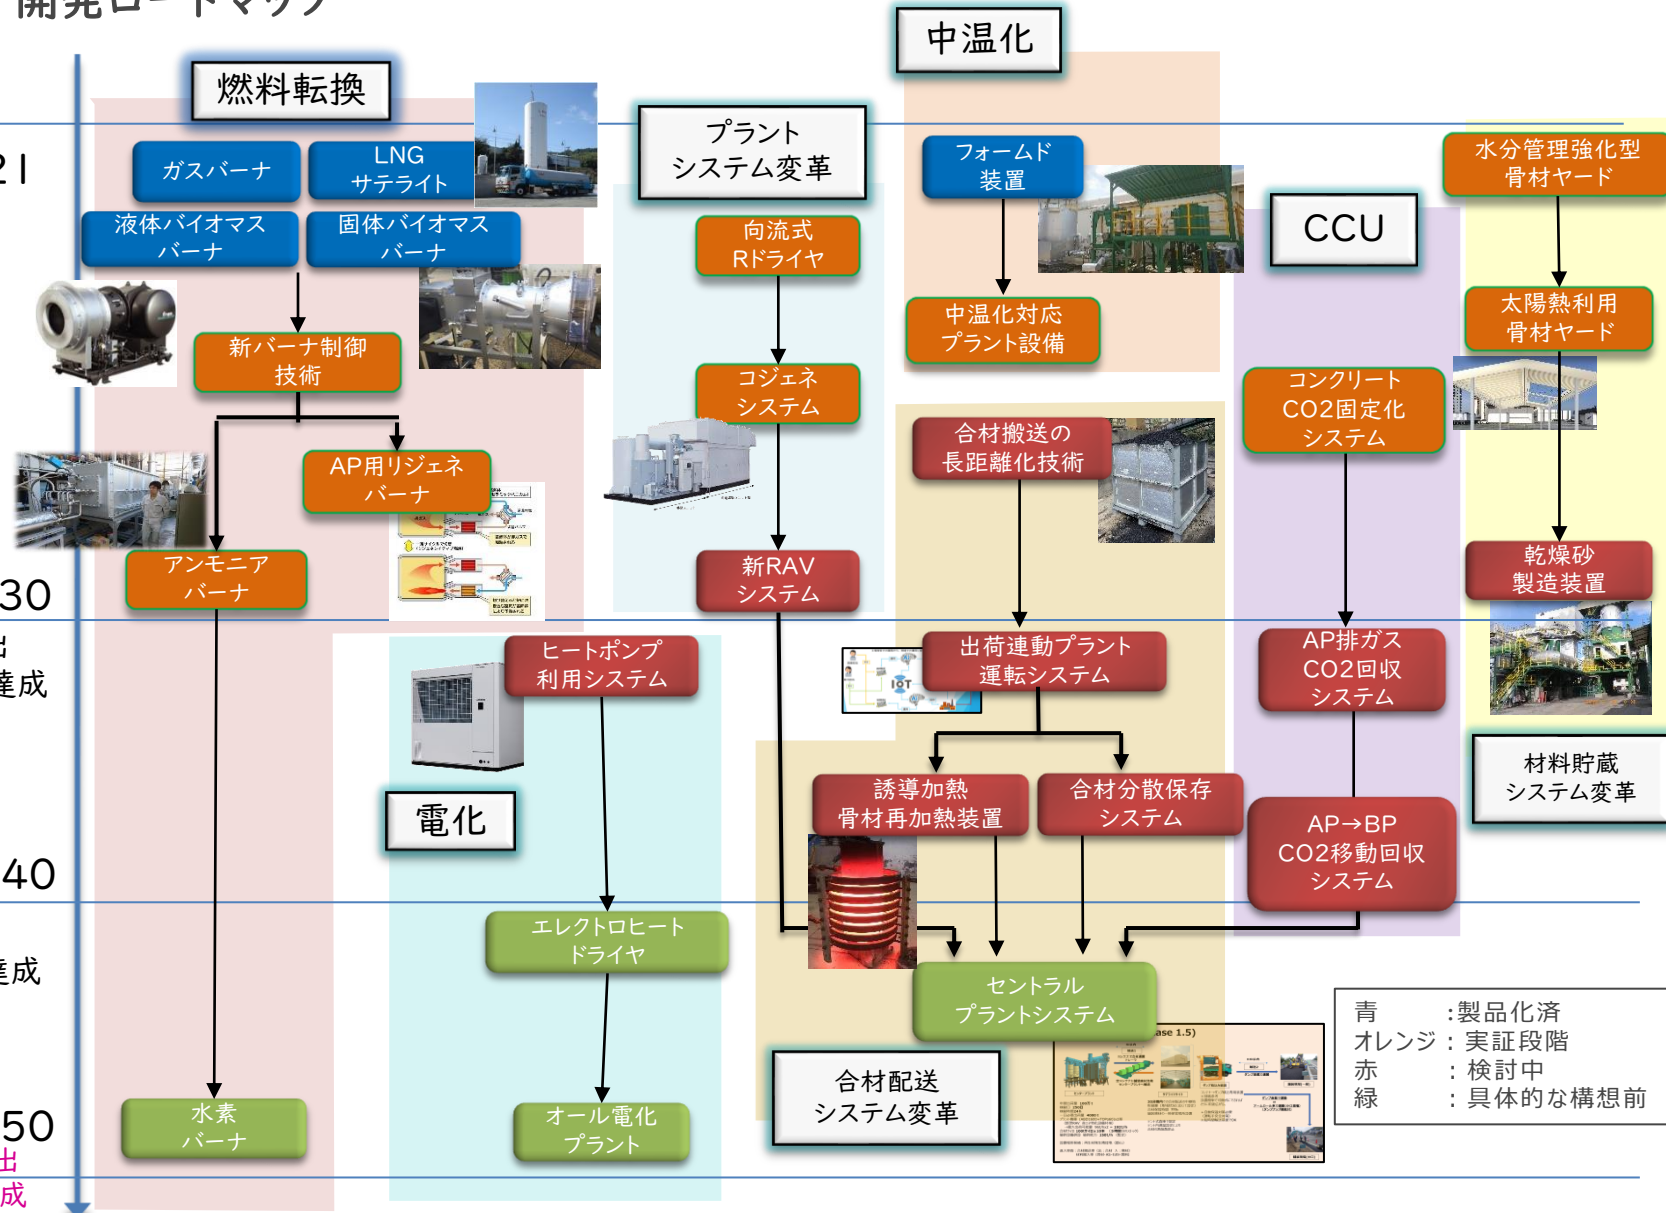 開発ロードマップ
中温化
燃料転換
プラント
システム変革
21
ガスバーナ
LNG
サテライト
フォームド
装置
水分管理強化型
骨材ヤード
液体バイオマス
バーナ
固体バイオマス
バーナ
向流式
Rドライヤ
CCU
新バーナ制御
技術
中温化対応
プラント設備
太陽熱利用
骨材ヤード
コジェネ
システム
コンクリート
CO2固定化
システム
合材搬送の
長距離化技術
AP用リジェネ
バーナ
アンモニア
バーナ
新RAV
システム
乾燥砂
製造装置
30
出
達成
ヒートポンプ
利用システム
出荷連動プラント
運転システム
IoT
AP排ガス
CO2回収
システム
材料貯蔵
システム変革
電化
誘導加熱
骨材再加熱装置
合材分散保存
システム
AP→BP
CO2移動回収
システム
40
エレクトロヒート
ドライヤ
達成
セントラル
プラントシステム
青　：製品化済
オレンジ：実証段階
赤　：検討中
緑　：具体的な構想前
ase 1.5)
合材配送
システム変革
水素
バーナ
オール電化
プラント
50
出
成